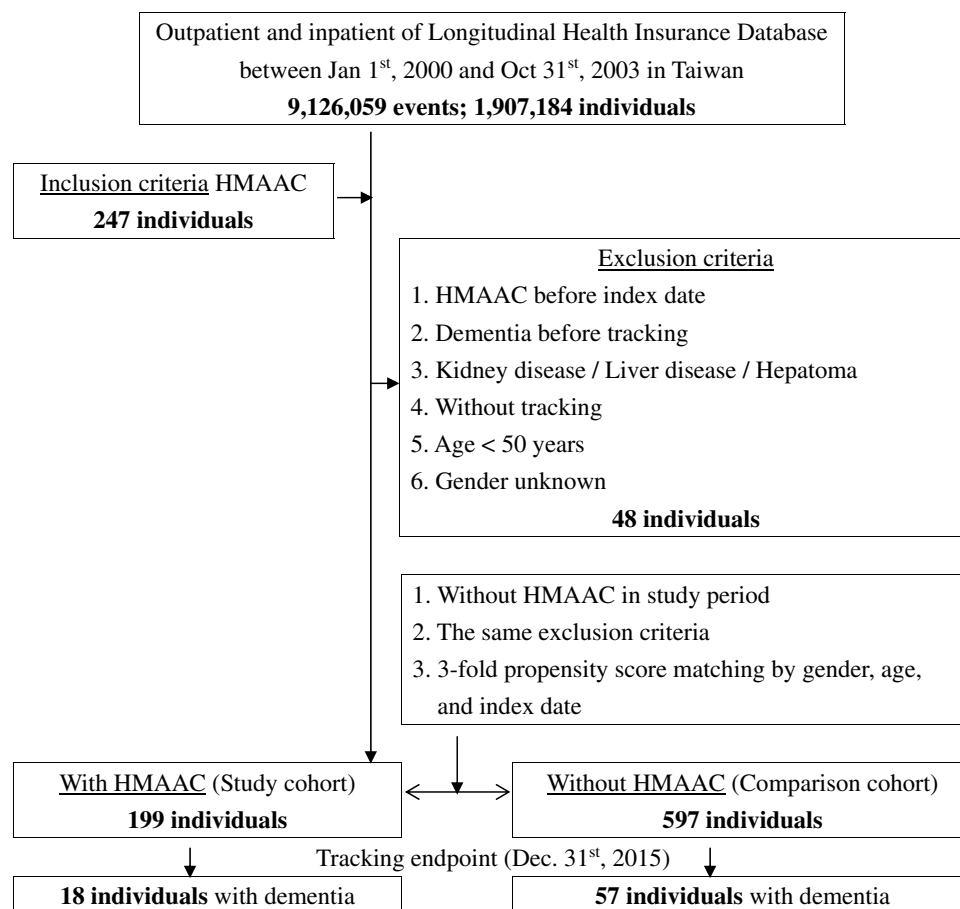 Outpatient and inpatient of Longitudinal Health Insurance Database
between Jan 1st, 2000 and Oct 31st, 2003 in Taiwan
9,126,059 events; 1,907,184 individuals
Inclusion criteria HMAAC
247 individuals
Exclusion criteria
1. HMAAC before index date
2. Dementia before tracking
3. Kidney disease / Liver disease / Hepatoma
4. Without tracking
5. Age < 50 years
6. Gender unknown
48 individuals
1. Without HMAAC in study period
2. The same exclusion criteria
3. 3-fold propensity score matching by gender, age,
and index date
With HMAAC (Study cohort)
199 individuals
Without HMAAC (Comparison cohort)
597 individuals
Tracking endpoint (Dec. 31st, 2015)
18 individuals with dementia
57 individuals with dementia